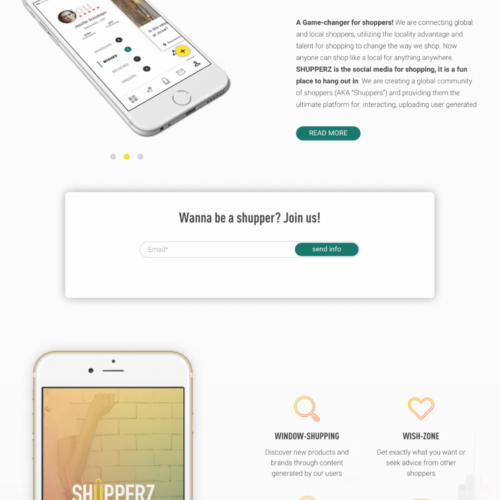 A Game-changer for shoppers! We are connecting global
and local shoppers, utilizing the locality advantage and
talent for shopping to change the way we shop. Now
anyone can shop like a local for anything anywhere.
SHUPPERZ is the social media for shopping, it is a fun
place to hang out in. We are creating a global community
of shoppers (AKA “Shuppers”) and providing them the
ultimate platform for interacting, uploading user generated
READ MORE
Wanna be a shupper? Join us!
Email*
send info
WINDOW-SHUPPING
Discover new products and
brands through content
generated by our users
WISH-ZONE
Get exactly what you want or
seek advice from other
shoppers
SHUPPERZ